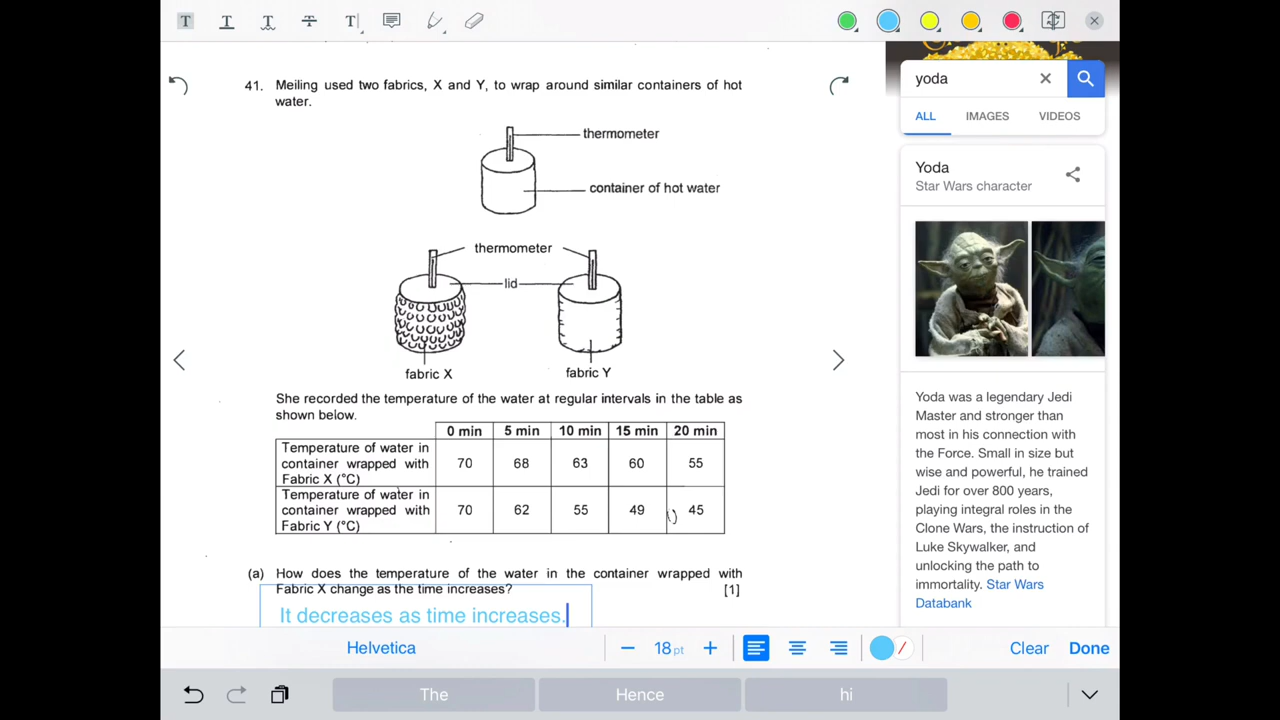 T T T T T
41. Meiling used two fabrics, X and Y, to wrap around similar containers of hot
water.
thermometer
container of hot water
thermometer
lid
fabric X
fabric Y
She recorded the temperature of the water at regular intervals in the table as
shown below.
0 min 5 min 10 min 15 min 20 min
Temperature of water in
container wrapped with
Fabric X (°C)
70 68 63 60 55
Temperature of water in
container wrapped with
Fabric Y (°C)
70 62 55 49 45
(a) How does the temperature of the water in the container wrapped with
Fabric X change as the time increases? [1]
It decreases as time increases.
Helvetica
18 pt
Clear
Done
The
Hence
hi
yoda
ALL IMAGES VIDEOS
Yoda
Star Wars character
Yoda was a legendary Jedi
Master and stronger than
most in his connection with
the Force. Small in size but
wise and powerful, he trained
Jedi for over 800 years,
playing integral roles in the
Clone Wars, the instruction of
Luke Skywalker, and
unlocking the path to
immortality. Star Wars
Databank